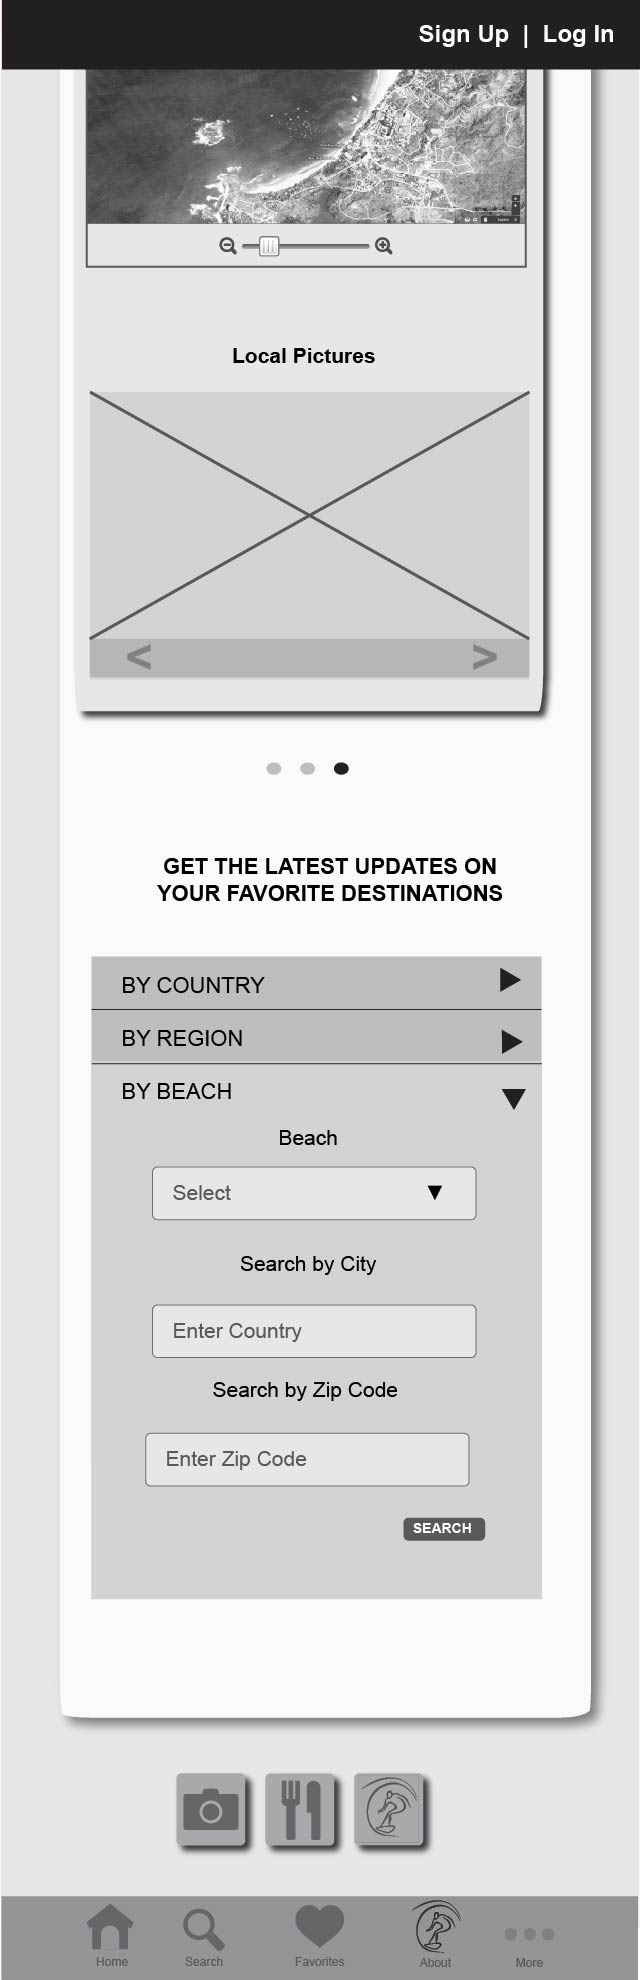 Sign Up | Log In
Local Pictures
< >
GET THE LATEST UPDATES ON
YOUR FAVORITE DESTINATIONS
BY COUNTRY
BY REGION
BY BEACH
Beach
Select
Search by City
Enter Country
Search by Zip Code
Enter Zip Code
SEARCH
Home Search Favorites About More